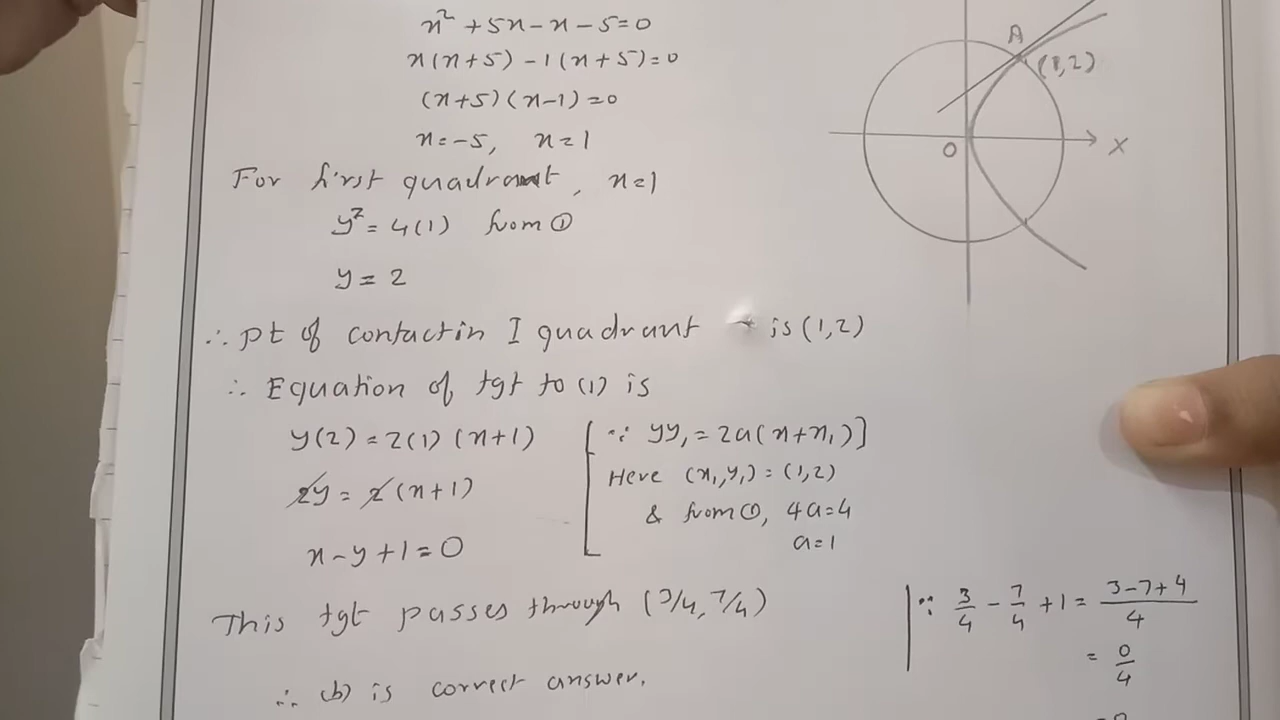 x² + 5x - x - 5 = 0
x(x+5) - 1(x+5) = 0
(x+5)(x-1) = 0
x = -5, x = 1
For first quadrant, x = 1
y² = 4(1) from ①
y = 2
∴ pt of contact in I quadrant is (1,2)
∴ Equation of tgt to (1) is
y(2) = 2(1)(x+1)
2y = 2(x+1)
x - y + 1 = 0
[∵ yy₁ = 2a(x+x₁)]
Here (x₁,y₁) = (1,2)
& from ①, 4a = 4
a = 1
This tgt passes through (3/4, 7/4)
∵ 3/4 - 7/4 + 1 = (3-7+4)/4
= 0/4
∴ (b) is correct answer.
A
(1,2)
O
X